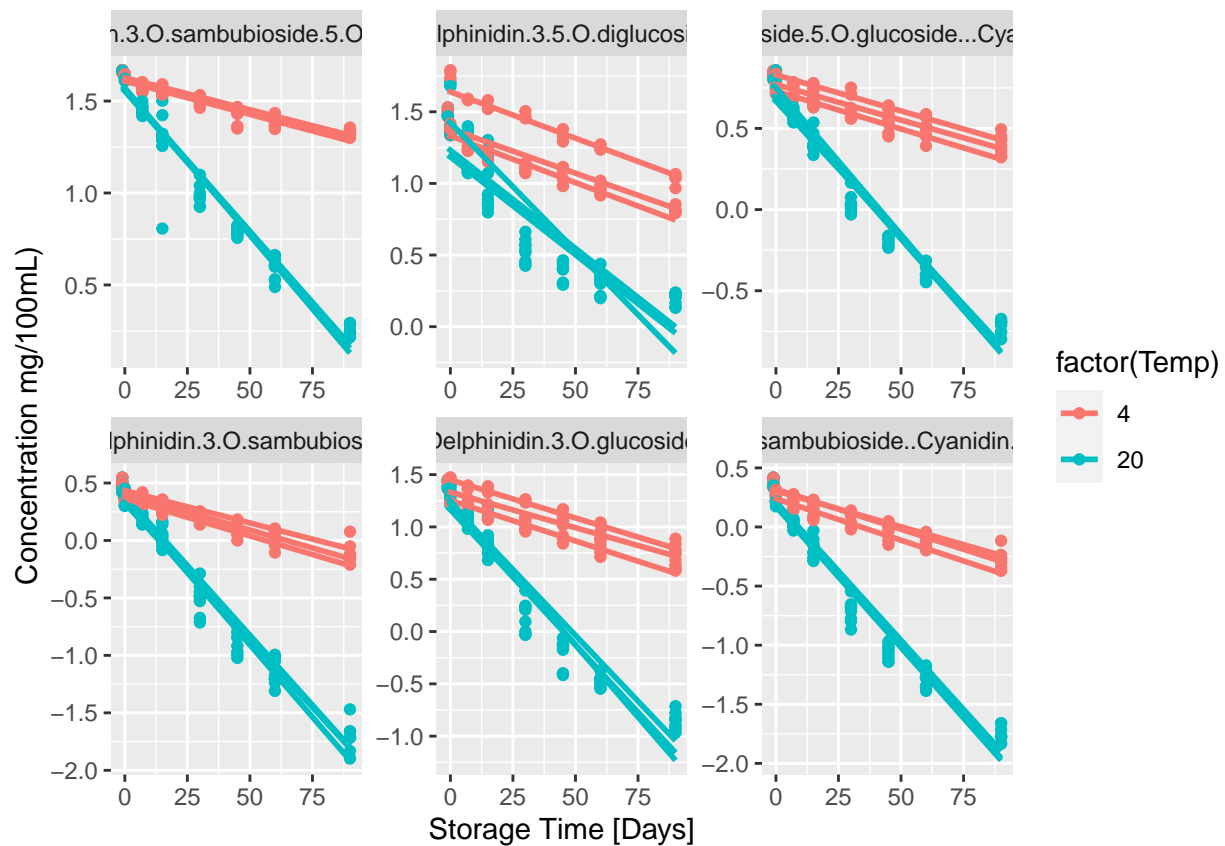 n.3.O.sambubioside.5.O
lphinidin.3.5.O.diglucosi
side.5.O.glucoside...Cya
1.5
1.0
0.5
0 25 50 75
1.5
1.0
0.5
0.0
0 25 50 75
0.5
0.0
−0.5
0 25 50 75
lphinidin.3.O.sambubios
Delphinidin.3.O.glucoside
sambubioside..Cyanidin.
0.5
0.0
−0.5
−1.0
−1.5
−2.0
0 25 50 75
1.5
1.0
0.5
0.0
−0.5
−1.0
0 25 50 75
0.5
0.0
−0.5
−1.0
−1.5
−2.0
0 25 50 75
Concentration mg/100mL
Storage Time [Days]
factor(Temp)
4
20